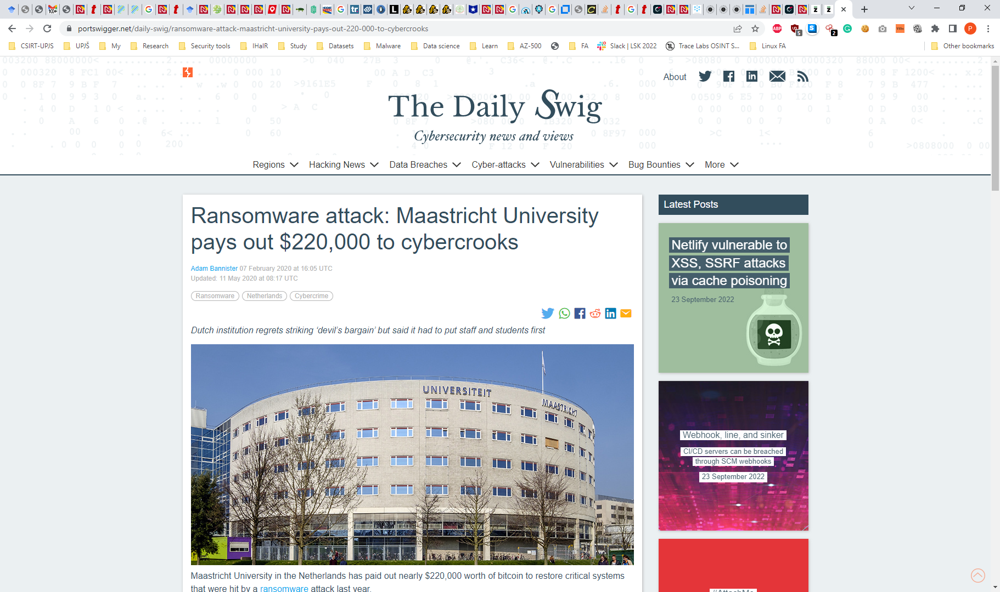 100+
portswigger.net/daily-swig/ransomware-attack-maastricht-university-pays-out-220-000-to-cybercrooks
ABP
5
2
P
CSIRT-UPJS
UPJŠ
My
Research
Security tools
IHaIR
Study
Datasets
Malware
Data science
Learn
AZ-500
FA
Slack | LSK 2022
Trace Labs OSINT S...
Linux FA
Other bookmarks
About
The Daily Swig
Cybersecurity news and views
Regions
Hacking News
Data Breaches
Cyber-attacks
Vulnerabilities
Bug Bounties
More
Ransomware attack: Maastricht University
pays out $220,000 to cybercrooks
Adam Bannister 07 February 2020 at 16:05 UTC
Updated: 11 May 2020 at 08:17 UTC
Ransomware
Netherlands
Cybercrime
Dutch institution regrets striking ‘devil’s bargain’ but said it had to put staff and students first
UNIVERSITEIT
MAASTRICHT
Maastricht University in the Netherlands has paid out nearly $220,000 worth of bitcoin to restore critical systems
that were hit by a ransomware attack last year.
Latest Posts
Netlify vulnerable to
XSS, SSRF attacks
via cache poisoning
23 September 2022
Webhook, line, and sinker
CI/CD servers can be breached
through SCM webhooks
23 September 2022
#AttachMe